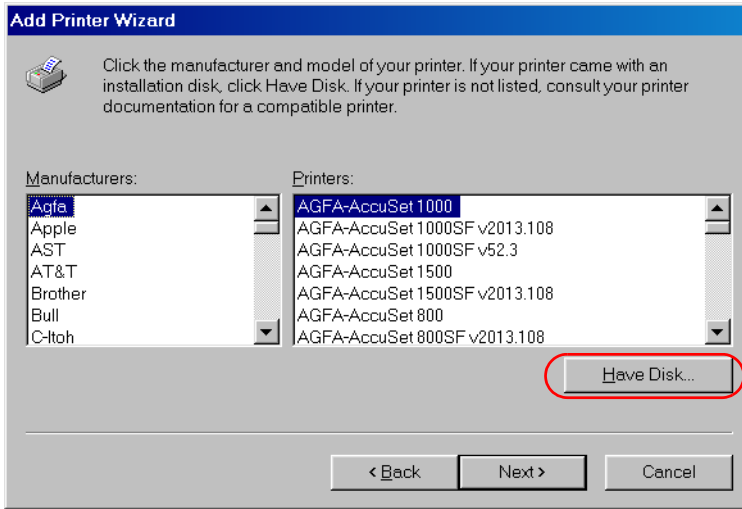 Add Printer Wizard
Click the manufacturer and model of your printer. If your printer came with an
installation disk, click Have Disk. If your printer is not listed, consult your printer
documentation for a compatible printer.
Manufacturers:
Agfa
Apple
AST
AT&T
Brother
Bull
C-Itoh
Printers:
AGFA-AccuSet 1000
AGFA-AccuSet 1000SF v2013.108
AGFA-AccuSet 1000SF v52.3
AGFA-AccuSet 1500
AGFA-AccuSet 1500SF v2013.108
AGFA-AccuSet 800
AGFA-AccuSet 800SF v2013.108
Have Disk...
< Back
Next >
Cancel